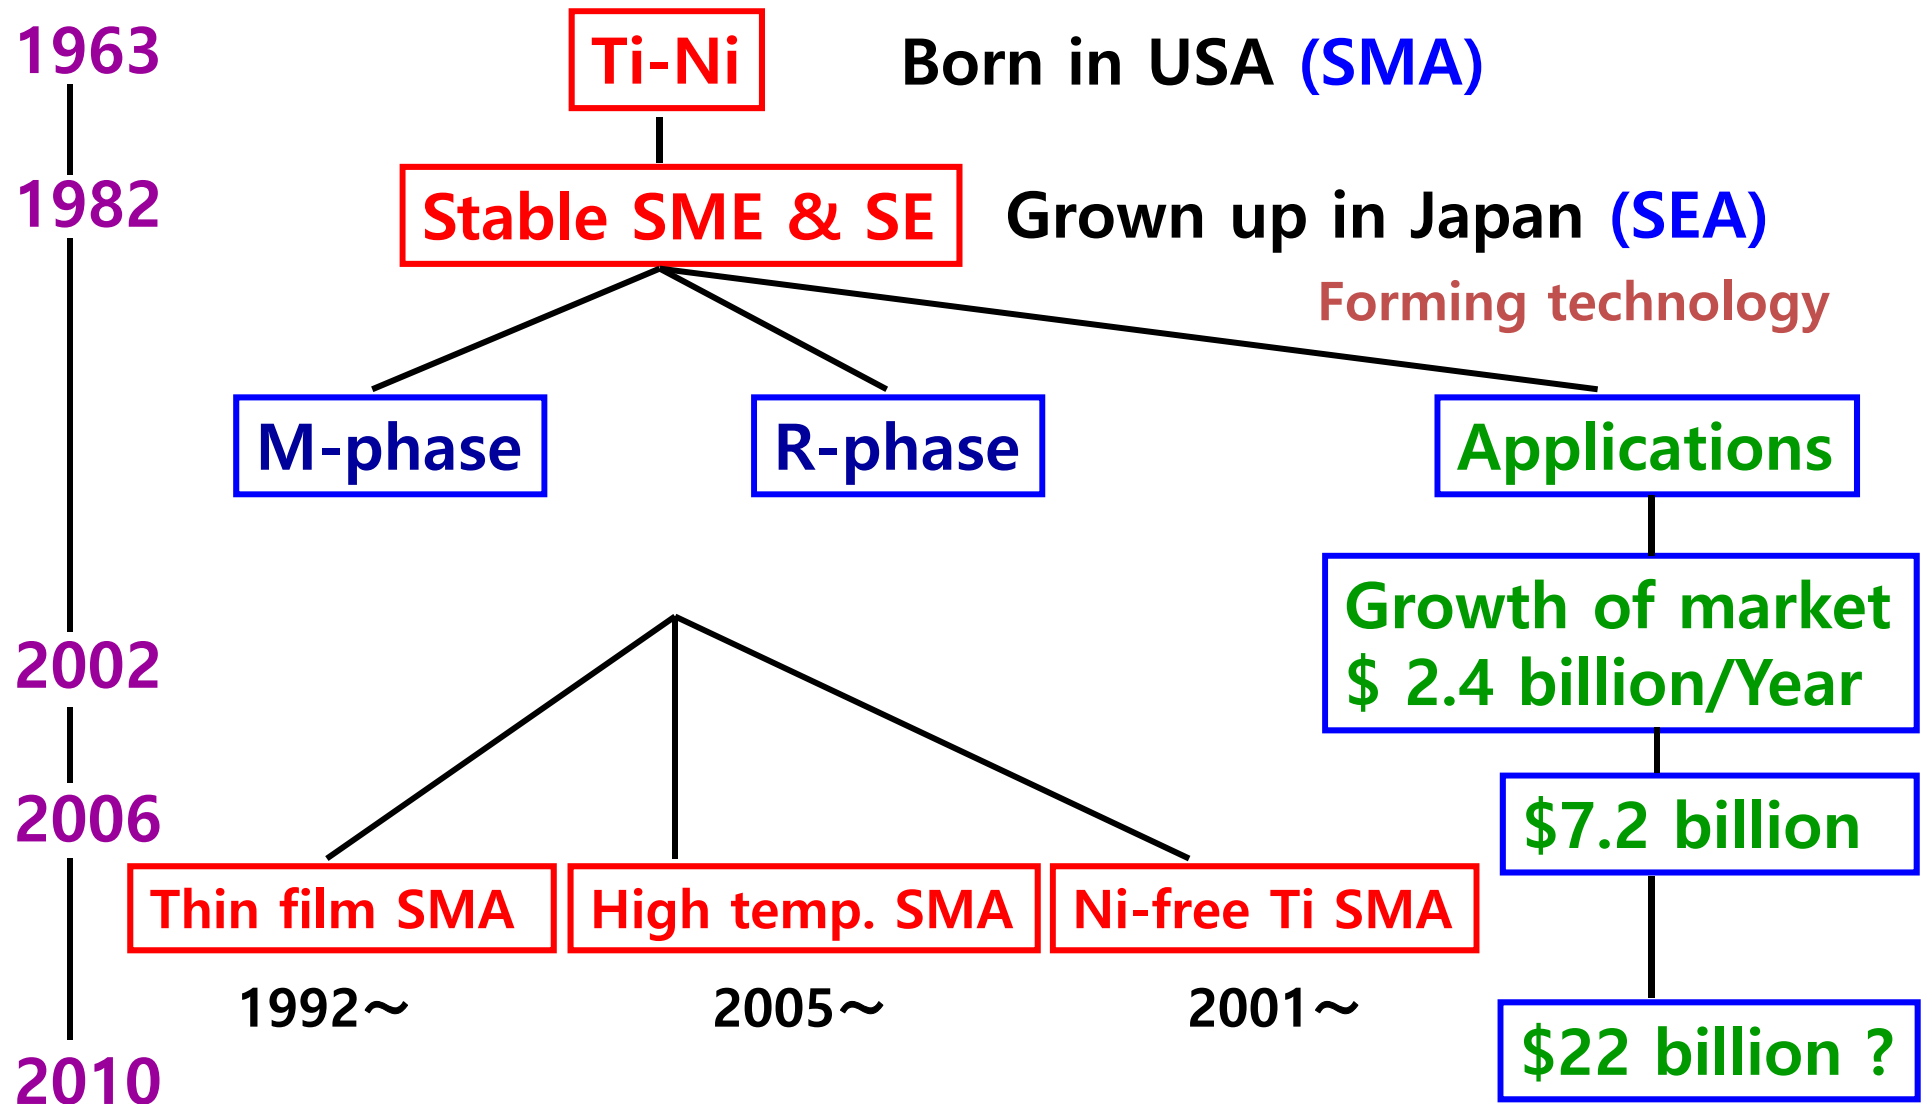 1963
Ti-Ni
Born in USA (SMA)
1982
Stable SME & SE
Grown up in Japan (SEA)
Forming technology
M-phase
R-phase
Applications
Growth of market
$ 2.4 billion/Year
2002
2006
$7.2 billion
Thin film SMA
High temp. SMA
Ni-free Ti SMA
1992～
2005～
2001～
$22 billion ?
2010